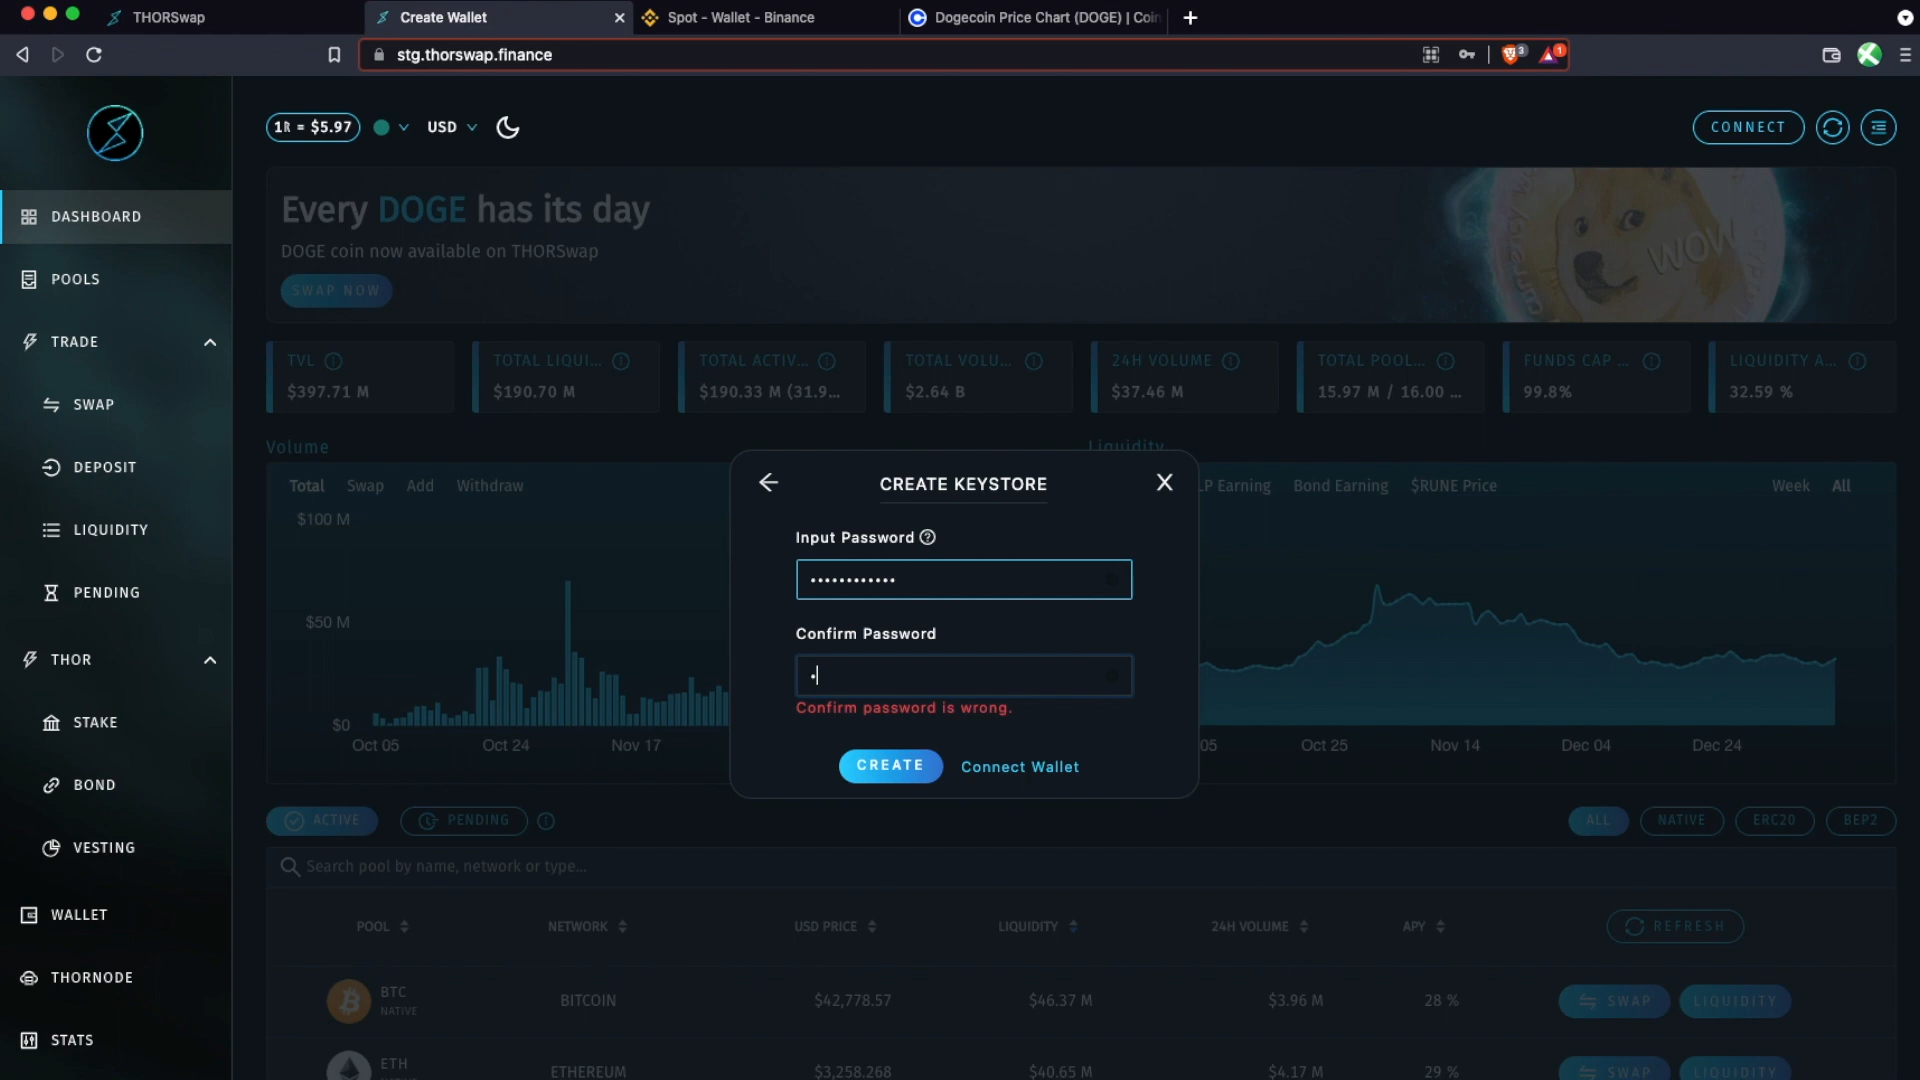 THORSwap
Create Wallet
Spot - Wallet - Binance
Dogecoin Price Chart (DOGE) | Coin
stg.thorswap.finance
3
1
1R = $5.97
USD
CONNECT
DASHBOARD
POOLS
TRADE
SWAP
DEPOSIT
LIQUIDITY
PENDING
THOR
STAKE
BOND
VESTING
WALLET
THORNODE
STATS
Every DOGE has its day
DOGE coin now available on THORSwap
SWAP NOW
WOW
TVL
$397.71 M
TOTAL LIQUI...
$190.70 M
TOTAL ACTIV...
$190.33 M (31.9...
TOTAL VOLU...
$2.64 B
24H VOLUME
$37.46 M
TOTAL POOL...
15.97 M / 16.00 ...
FUNDS CAP ...
99.8%
LIQUIDITY A...
32.59 %
Volume
Total Swap Add Withdraw
$100 M
$50 M
$0
Oct 05 Oct 24 Nov 17
Liquidity
LP Earning Bond Earning $RUNE Price
Week All
05 Oct 25 Nov 14 Dec 04 Dec 24
CREATE KEYSTORE
X
Input Password
••••••••••••
Confirm Password
•
Confirm password is wrong.
CREATE
Connect Wallet
ACTIVE
PENDING
ALL
NATIVE
ERC20
BEP2
Search pool by name, network or type...
POOL NETWORK USD PRICE LIQUIDITY 24H VOLUME APY REFRESH
BTC
NATIVE
BITCOIN $42,778.57 $46.37 M $3.96 M 28 % SWAP LIQUIDITY
ETH
ETHEREUM $3,258.268 $40.65 M $4.17 M 29 % SWAP LIQUIDITY